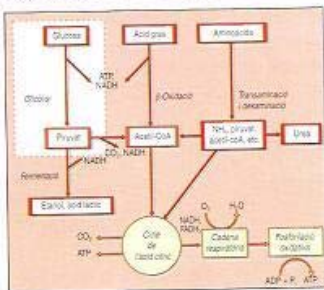 Glucosa
Àcid gras
Aminoàcids
ATP,
NADH
Glicòlisi
β-Oxidació
Transaminació
i desaminació
Piruvat
Acetil-CoA
NH₃, piruvat,
acetil-coA, etc.
Urea
CO₂, NADH
Fermentació
NADH
Etanol, àcid làctic
O₂
H₂O
NADH,
FADH₂
CO₂
ATP
Cicle
de
l'àcid cítric
Cadena
respiratòria
Fosforilació
oxidativa
ADP + Pᵢ
ATP